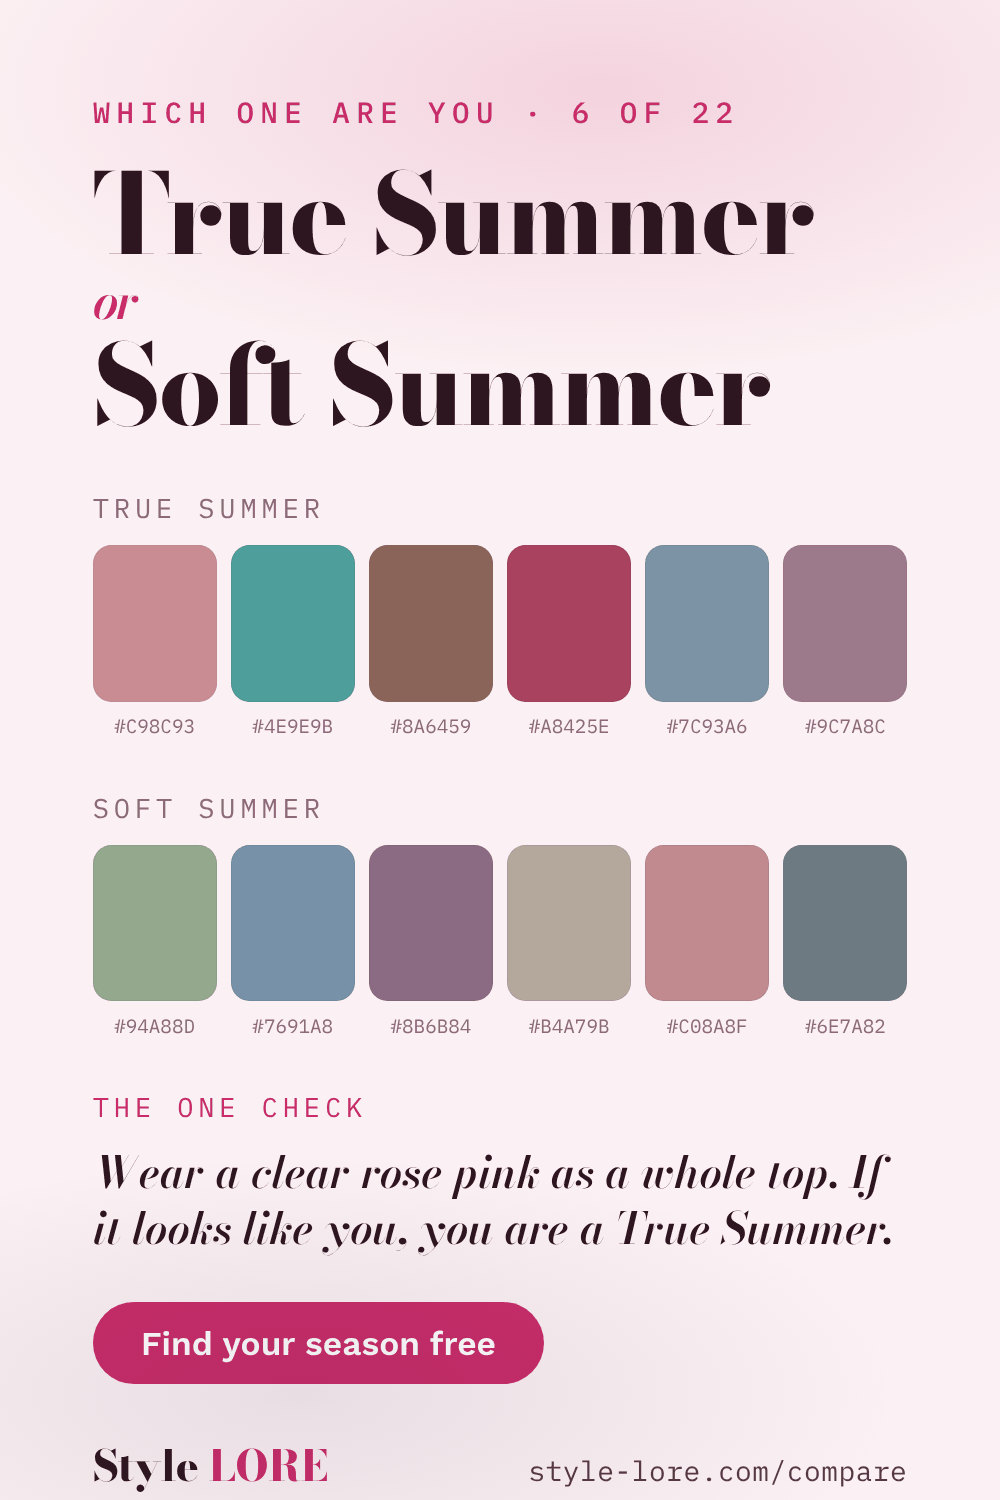 WHICH ONE ARE YOU · 6 OF 22
True Summer
or
Soft Summer
TRUE SUMMER
#C98C93 #4E9E9B #8A6459 #A8425E #7C93A6 #9C7A8C
SOFT SUMMER
#94A88D #7691A8 #8B6B84 #B4A79B #C08A8F #6E7A82
THE ONE CHECK
Wear a clear rose pink as a whole top. If
it looks like you, you are a True Summer.
Find your season free
Style LORE style-lore.com/compare